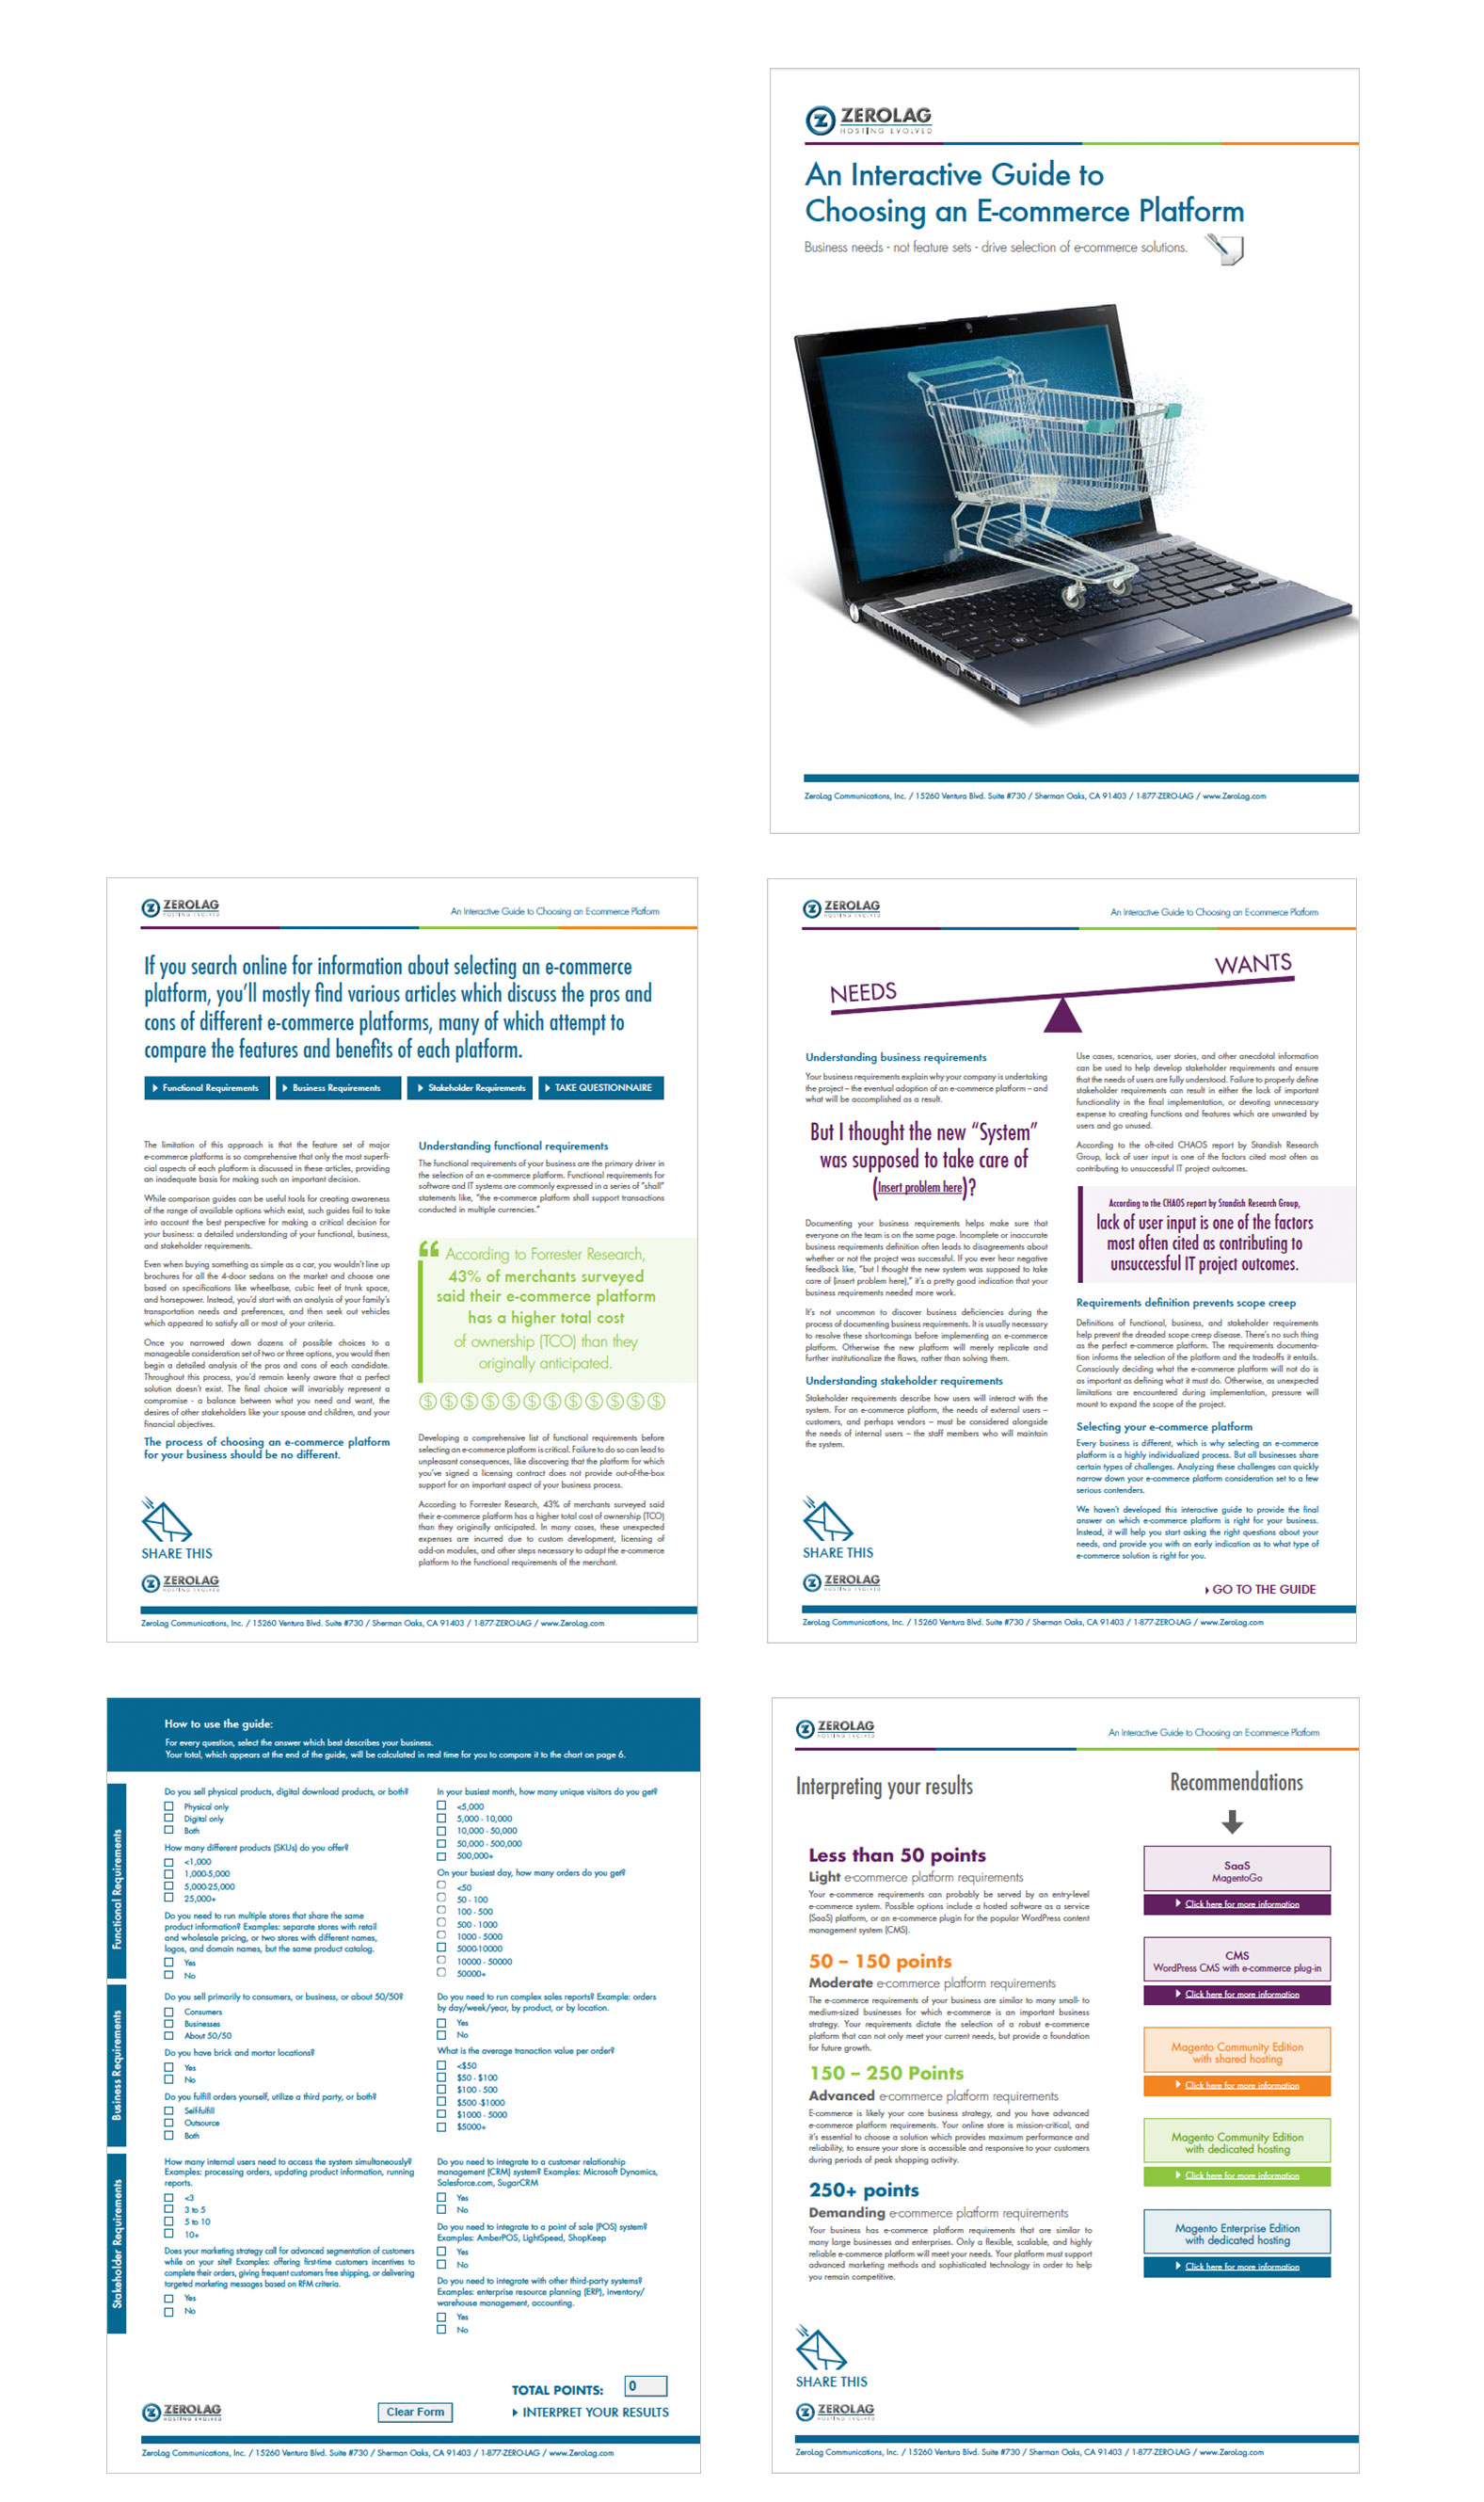 ZEROLAG
HOSTING EVOLVED
An Interactive Guide to
Choosing an E-commerce Platform
Business needs - not feature sets - drive selection of e-commerce solutions.
ZeroLag Communications, Inc. / 15260 Ventura Blvd. Suite #730 / Sherman Oaks, CA 91403 / 1-877-ZERO-LAG / www.ZeroLag.com
ZEROLAG
HOSTING EVOLVED
An Interactive Guide to Choosing an E-commerce Platform
If you search online for information about selecting an e-commerce
platform, you'll mostly find various articles which discuss the pros and
cons of different e-commerce platforms, many of which attempt to
compare the features and benefits of each platform.
Functional Requirements
Business Requirements
Stakeholder Requirements
TAKE QUESTIONNAIRE
The limitation of this approach is that the feature set of major
e-commerce platforms is so comprehensive that only the most superfi-
cial aspects of each platform is discussed in these articles, providing
an inadequate basis for making such an important decision.
While comparison guides can be useful tools for creating awareness
of the range of available options which exist, such guides fail to take
into account the best perspective for making a critical decision for
your business: a detailed understanding of your functional, business,
and stakeholder requirements.
Even when buying something as simple as a car, you wouldn't line up
brochures for all the 4-door sedans on the market and choose one
based on specifications like wheelbase, cubic feet of trunk space,
and horsepower. Instead, you'd start with an analysis of your family's
transportation needs and preferences, and then seek out vehicles
which appeared to satisfy all or most of your criteria.
Once you narrowed down dozens of possible choices to a
manageable consideration set of two or three options, you would then
begin a detailed analysis of the pros and cons of each candidate.
Throughout this process, you'd remain keenly aware that a perfect
solution doesn't exist. The final choice will invariably represent a
compromise - a balance between what you need and want, the
desires of other stakeholders like your spouse and children, and your
financial objectives.
The process of choosing an e-commerce platform
for your business should be no different.
SHARE THIS
ZEROLAG
HOSTING EVOLVED
Understanding functional requirements
The functional requirements of your business are the primary driver in
the selection of an e-commerce platform. Functional requirements for
software and IT systems are commonly expressed in a series of "shall"
statements like, "the e-commerce platform shall support transactions
conducted in multiple currencies."
“ According to Forrester Research,
43% of merchants surveyed
said their e-commerce platform
has a higher total cost
of ownership (TCO) than they
originally anticipated.
$ $ $ $ $ $ $ $ $ $ $ $
Developing a comprehensive list of functional requirements before
selecting an e-commerce platform is critical. Failure to do so can lead to
unpleasant consequences, like discovering that the platform for which
you've signed a licensing contract does not provide out-of-the-box
support for an important aspect of your business process.
According to Forrester Research, 43% of merchants surveyed said
their e-commerce platform has a higher total cost of ownership (TCO)
than they originally anticipated. In many cases, these unexpected
expenses are incurred due to custom development, licensing of
add-on modules, and other steps necessary to adapt the e-commerce
platform to the functional requirements of the merchant.
ZeroLag Communications, Inc. / 15260 Ventura Blvd. Suite #730 / Sherman Oaks, CA 91403 / 1-877-ZERO-LAG / www.ZeroLag.com
ZEROLAG
HOSTING EVOLVED
An Interactive Guide to Choosing an E-commerce Platform
NEEDS
WANTS
Understanding business requirements
Your business requirements explain why your company is undertaking
the project – the eventual adoption of an e-commerce platform – and
what will be accomplished as a result.
But I thought the new “System”
was supposed to take care of
(Insert problem here)?
Documenting your business requirements helps make sure that
everyone on the team is on the same page. Incomplete or inaccurate
business requirements definition often leads to disagreements about
whether or not the project was successful. If you ever hear negative
feedback like, "but I thought the new system was supposed to take
care of (insert problem here)," it's a pretty good indication that your
business requirements needed more work.
It's not uncommon to discover business deficiencies during the
process of documenting business requirements. It is usually necessary
to resolve these shortcomings before implementing an e-commerce
platform. Otherwise the new platform will merely replicate and
further institutionalize the flaws, rather than solving them.
Understanding stakeholder requirements
Stakeholder requirements describe how users will interact with the
system. For an e-commerce platform, the needs of external users –
customers, and perhaps vendors – must be considered alongside
the needs of internal users – the staff members who will maintain
the system.
SHARE THIS
ZEROLAG
HOSTING EVOLVED
Use cases, scenarios, user stories, and other anecdotal information
can be used to help develop stakeholder requirements and ensure
that the needs of users are fully understood. Failure to properly define
stakeholder requirements can result in either the lack of important
functionality in the final implementation, or devoting unnecessary
expense to creating functions and features which are unwanted by
users and go unused.
According to the oft-cited CHAOS report by Standish Research
Group, lack of user input is one of the factors cited most often as
contributing to unsuccessful IT project outcomes.
According to the CHAOS report by Standish Research Group,
lack of user input is one of the factors
most often cited as contributing to
unsuccessful IT project outcomes.
Requirements definition prevents scope creep
Definitions of functional, business, and stakeholder requirements
help prevent the dreaded scope creep disease. There's no such thing
as the perfect e-commerce platform. The requirements documenta-
tion informs the selection of the platform and the tradeoffs it entails.
Consciously deciding what the e-commerce platform will not do is
as important as defining what it must do. Otherwise, as unexpected
limitations are encountered during implementation, pressure will
mount to expand the scope of the project.
Selecting your e-commerce platform
Every business is different, which is why selecting an e-commerce
platform is a highly individualized process. But all businesses share
certain types of challenges. Analyzing these challenges can quickly
narrow down your e-commerce platform consideration set to a few
serious contenders.
We haven't developed this interactive guide to provide the final
answer on which e-commerce platform is right for your business.
Instead, it will help you start asking the right questions about your
needs, and provide you with an early indication as to what type of
e-commerce solution is right for you.
GO TO THE GUIDE
ZeroLag Communications, Inc. / 15260 Ventura Blvd. Suite #730 / Sherman Oaks, CA 91403 / 1-877-ZERO-LAG / www.ZeroLag.com
How to use the guide:
For every question, select the answer which best describes your business.
Your total, which appears at the end of the guide, will be calculated in real time for you to compare it to the chart on page 6.
Functional Requirements
Do you sell physical products, digital download products, or both?
Physical only
Digital only
Both
How many different products (SKUs) do you offer?
<1,000
1,000-5,000
5,000-25,000
25,000+
Do you need to run multiple stores that share the same
product information? Examples: separate stores with retail
and wholesale pricing, or two stores with different names,
logos, and domain names, but the same product catalog.
Yes
No
In your busiest month, how many unique visitors do you get?
<5,000
5,000 - 10,000
10,000 - 50,000
50,000 - 500,000
500,000+
On your busiest day, how many orders do you get?
<50
50 - 100
100 - 500
500 - 1000
1000 - 5000
5000-10000
10000 - 50000
50000+
Business Requirements
Do you sell primarily to consumers, or business, or about 50/50?
Consumers
Businesses
About 50/50
Do you have brick and mortar locations?
Yes
No
Do you fulfill orders yourself, utilize a third party, or both?
Self-fulfill
Outsource
Both
Do you need to run complex sales reports? Example: orders
by day/week/year, by product, or by location.
Yes
No
What is the average tranaction value per order?
<$50
$50 - $100
$100 - 500
$500 -$1000
$1000 - 5000
$5000+
Stakeholder Requirements
How many internal users need to access the system simultaneously?
Examples: processing orders, updating product information, running
reports.
<3
3 to 5
5 to 10
10+
Does your marketing strategy call for advanced segmentation of customers
while on your site? Examples: offering first-time customers incentives to
complete their orders, giving frequent customers free shipping, or delivering
targeted marketing messages based on RFM criteria.
Yes
No
Do you need to integrate to a customer relationship
management (CRM) system? Examples: Microsoft Dynamics,
Salesforce.com, SugarCRM
Yes
No
Do you need to integrate to a point of sale (POS) system?
Examples: AmberPOS, LightSpeed, ShopKeep
Yes
No
Do you need to integrate with other third-party systems?
Examples: enterprise resource planning (ERP), inventory/
warehouse management, accounting.
Yes
No
TOTAL POINTS: 0
ZEROLAG
HOSTING EVOLVED
Clear Form
INTERPRET YOUR RESULTS
ZeroLag Communications, Inc. / 15260 Ventura Blvd. Suite #730 / Sherman Oaks, CA 91403 / 1-877-ZERO-LAG / www.ZeroLag.com
ZEROLAG
HOSTING EVOLVED
An Interactive Guide to Choosing an E-commerce Platform
Interpreting your results
Less than 50 points
Light e-commerce platform requirements
Your e-commerce requirements can probably be served by an entry-level
e-commerce system. Possible options include a hosted software as a service
(SaaS) platform, or an e-commerce plugin for the popular WordPress content
management system (CMS).
50 – 150 points
Moderate e-commerce platform requirements
The e-commerce requirements of your business are similar to many small- to
medium-sized businesses for which e-commerce is an important business
strategy. Your requirements dictate the selection of a robust e-commerce
platform that can not only meet your current needs, but provide a foundation
for future growth.
150 – 250 Points
Advanced e-commerce platform requirements
E-commerce is likely your core business strategy, and you have advanced
e-commerce platform requirements. Your online store is mission-critical, and
it's essential to choose a solution which provides maximum performance and
reliability, to ensure your store is accessible and responsive to your customers
during periods of peak shopping activity.
250+ points
Demanding e-commerce platform requirements
Your business has e-commerce platform requirements that are similar to
many large businesses and enterprises. Only a flexible, scalable, and highly
reliable e-commerce platform will meet your needs. Your platform must support
advanced marketing methods and sophisticated technology in order to help
you remain competitive.
Recommendations
SaaS
MagentoGo
Click here for more information
CMS
WordPress CMS with e-commerce plug-in
Click here for more information
Magento Community Edition
with shared hosting
Click here for more information
Magento Community Edition
with dedicated hosting
Click here for more information
Magento Enterprise Edition
with dedicated hosting
Click here for more information
SHARE THIS
ZEROLAG
HOSTING EVOLVED
ZeroLag Communications, Inc. / 15260 Ventura Blvd. Suite #730 / Sherman Oaks, CA 91403 / 1-877-ZERO-LAG / www.ZeroLag.com